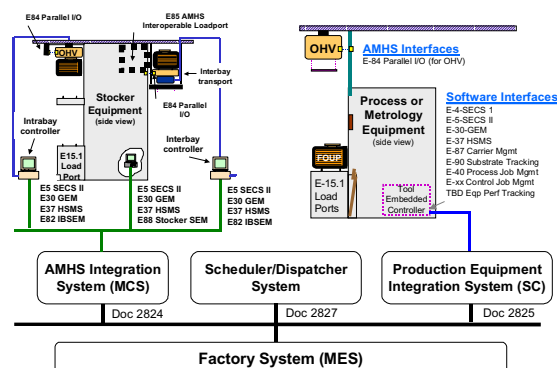 E84 Parallel
I/O
OHV
E85 AMHS
Interoperable Loadport
Interbay
transport
E84 Parallel
I/O
Stocker
Equipment
(side view)
Intrabay
controller
Interbay
controller
E15.1
Load
Port
E5 SECS II
E30 GEM
E37 HSMS
E82 IBSEM
E5 SECS II
E30 GEM
E37 HSMS
E88 Stocker SEM
E5 SECS II
E30 GEM
E37 HSMS
E82 IBSEM
OHV
AMHS Interfaces
E-84 Parallel I/O (for OHV)
Process or
Metrology
Equipment
(side view)
FOUP
E-15.1
Load
Ports
Tool
Embedded
Controller
Software Interfaces
E-4-SECS 1
E-5-SECS II
E-30-GEM
E-37 HSMS
E-87 Carrier Mgmt
E-90 Substrate Tracking
E-40 Process Job Mgmt
E-xx Control Job Mgmt
TBD Eqp Perf Tracking
AMHS Integration
System (MCS)
Scheduler/Dispatcher
System
Production Equipment
Integration System (SC)
Doc 2824
Doc 2827
Doc 2825
Factory System (MES)